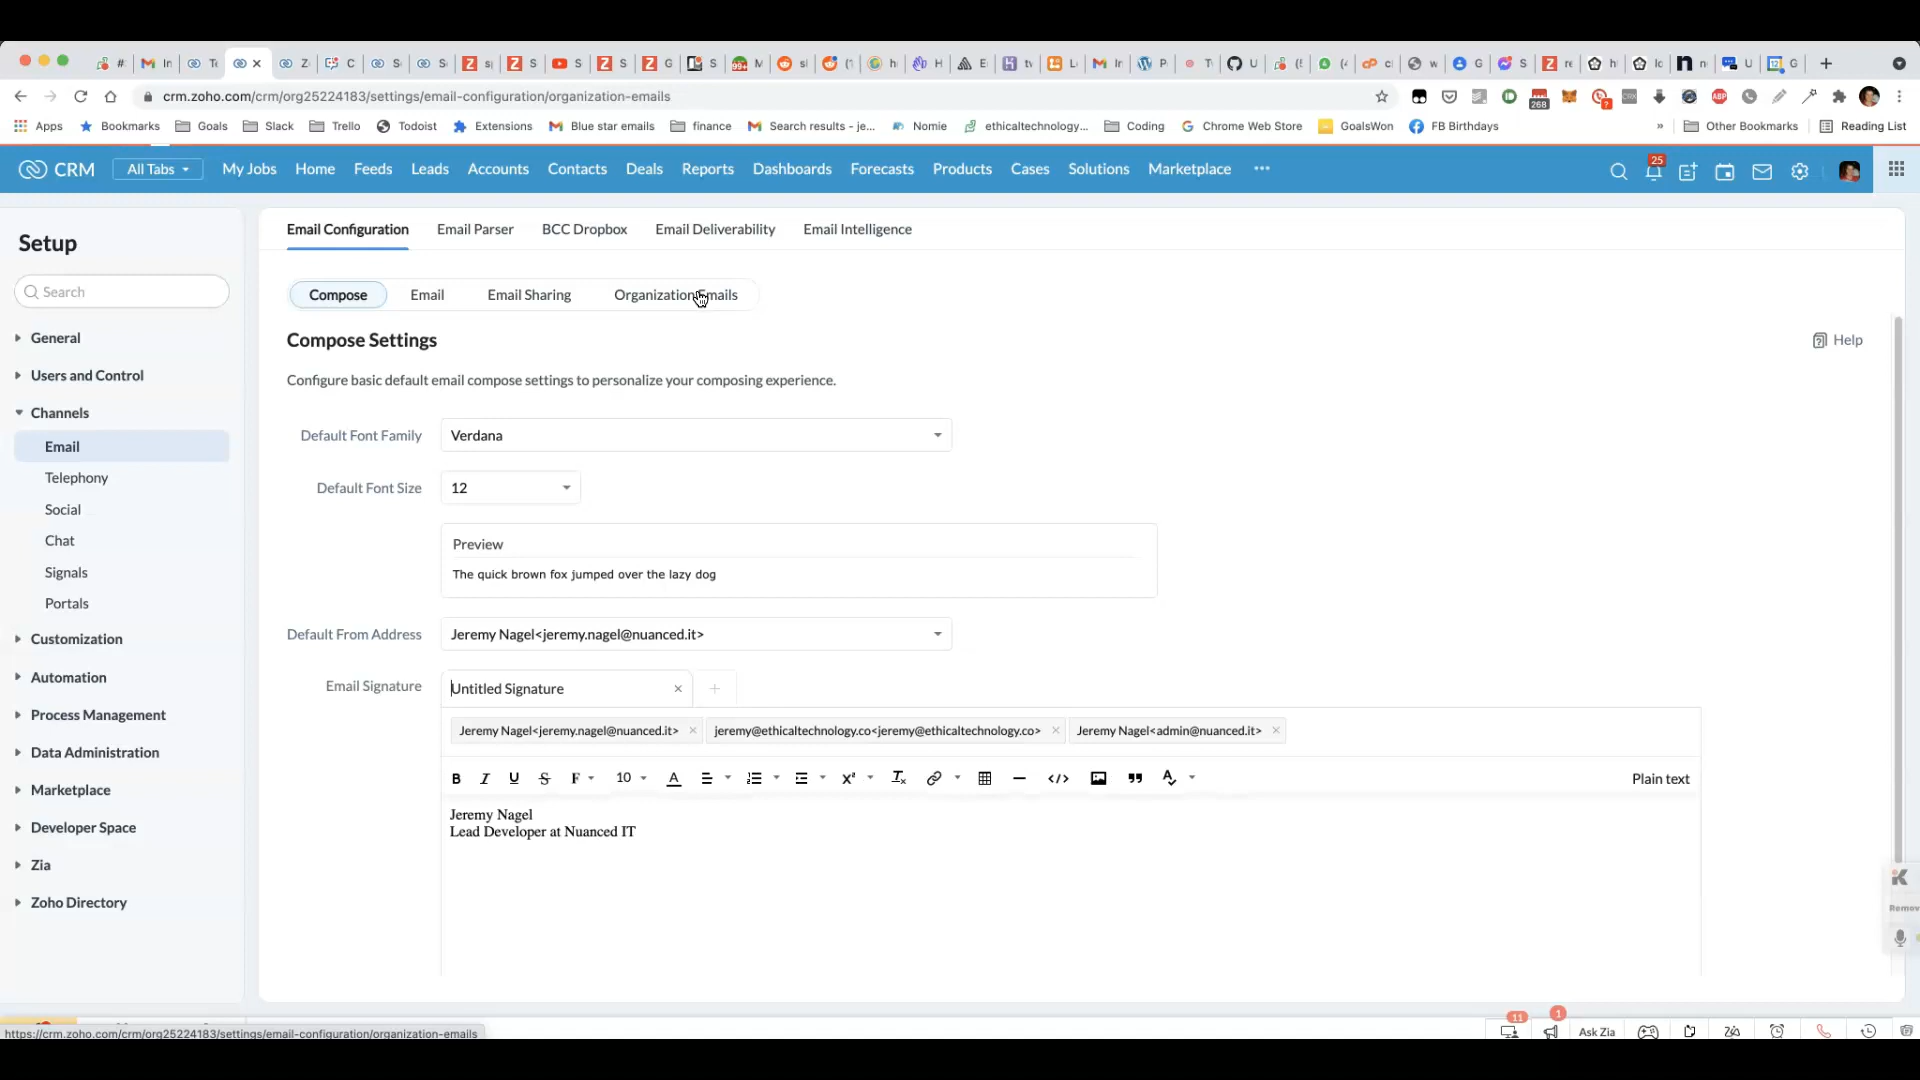 crm.zoho.com/crm/org25224183/settings/email-configuration/organization-emails
268
Apps Bookmarks Goals Slack Trello Todoist Extensions Blue star emails finance Search results - je... Nomie ethicaltechnology... Coding Chrome Web Store GoalsWon FB Birthdays » Other Bookmarks Reading List
CRM All Tabs My Jobs Home Feeds Leads Accounts Contacts Deals Reports Dashboards Forecasts Products Cases Solutions Marketplace ••• 25
Setup
Search
General
Users and Control
Channels
Email
Telephony
Social
Chat
Signals
Portals
Customization
Automation
Process Management
Data Administration
Marketplace
Developer Space
Zia
Zoho Directory
Email Configuration Email Parser BCC Dropbox Email Deliverability Email Intelligence
Compose Email Email Sharing Organization Emails
Compose Settings Help
Configure basic default email compose settings to personalize your composing experience.
Default Font Family Verdana
Default Font Size 12
Preview
The quick brown fox jumped over the lazy dog
Default From Address Jeremy Nagel<jeremy.nagel@nuanced.it>
Email Signature Untitled Signature × +
Jeremy Nagel<jeremy.nagel@nuanced.it> × jeremy@ethicaltechnology.co<jeremy@ethicaltechnology.co> × Jeremy Nagel<admin@nuanced.it> ×
B I U S F 10 A Plain text
Jeremy Nagel
Lead Developer at Nuanced IT
Remov
https://crm.zoho.com/crm/org25224183/settings/email-configuration/organization-emails
11 1 Ask Zia